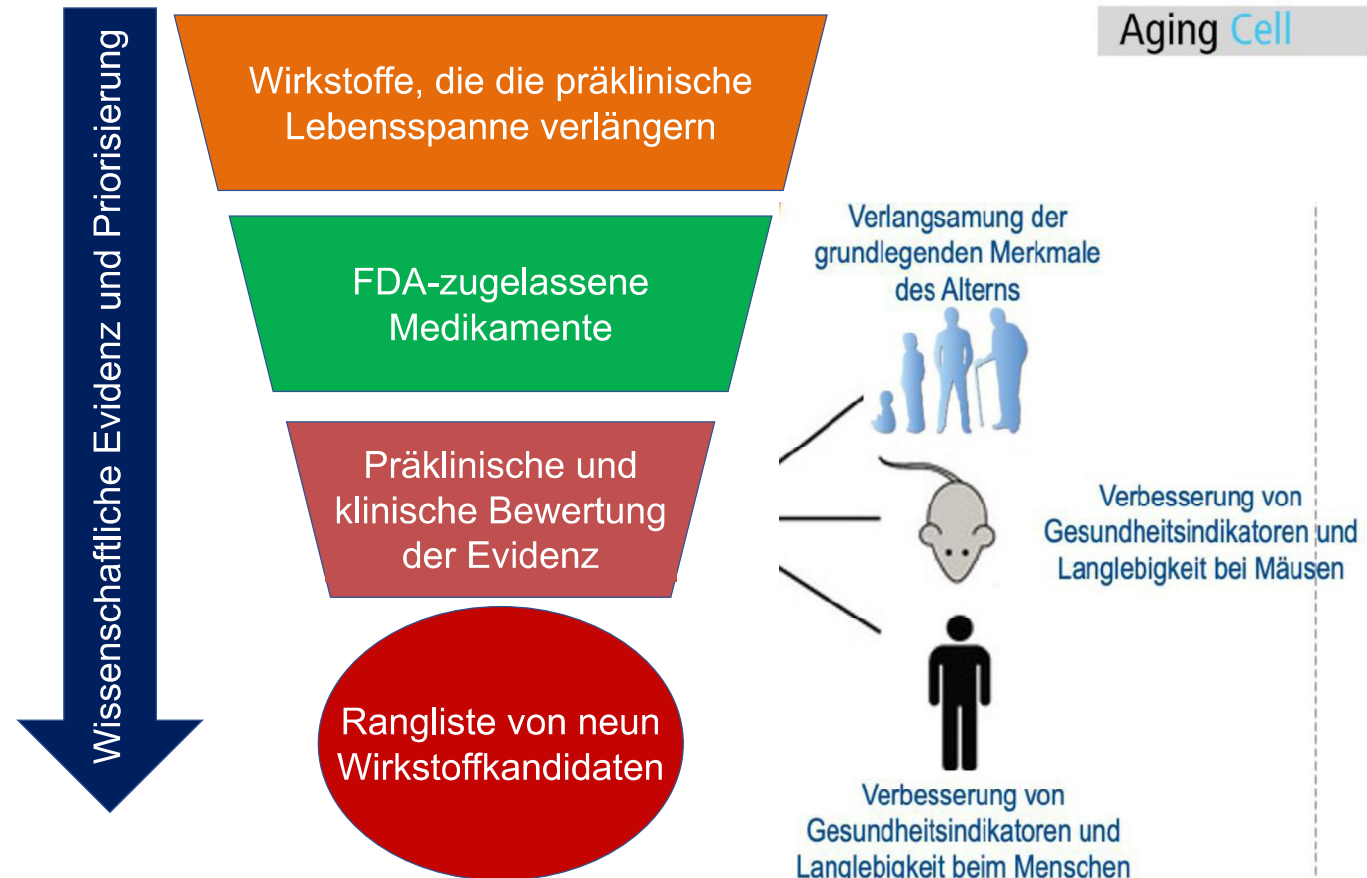 Wissenschaftliche Evidenz und Priorisierung
Aging Cell
Wirkstoffe, die die präklinische
Lebensspanne verlängern
FDA-zugelassene
Medikamente
Präklinische und
klinische Bewertung
der Evidenz
Rangliste von neun
Wirkstoffkandidaten
Verlangsamung der
grundlegenden Merkmale
des Alterns
Verbesserung von
Gesundheitsindikatoren und
Langlebigkeit bei Mäusen
Verbesserung von
Gesundheitsindikatoren und
Langlebigkeit beim Menschen